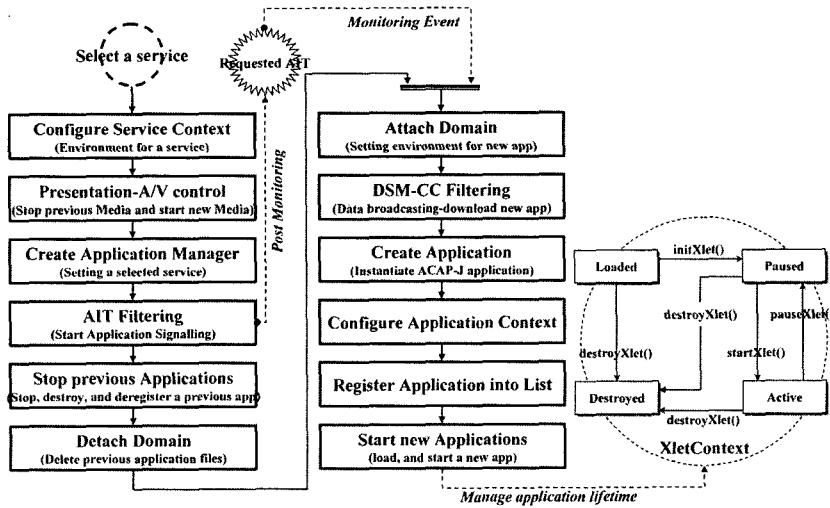 Select a service
Requested AIT
Monitoring Event
Post Monitoring
Configure Service Context
(Environment for a service)
Presentation-A/V control
(Stop previous Media and start new Media)
Create Application Manager
(Setting a selected service)
AIT Filtering
(Start Application Signalling)
Stop previous Applications
(Stop, destroy, and deregister a previous app)
Detach Domain
(Delete previous application files)
Attach Domain
(Setting environment for new app)
DSM-CC Filtering
(Data broadcasting-download new app)
Create Application
(Instantiate ACAP-J application)
Configure Application Context
Register Application into List
Start new Applications
(load, and start a new app)
Manage application lifetime
Loaded
initXlet()
Paused
destroyXlet()
pauseXlet(
destroyXlet()
startXlet()
Destroyed
Active
destroyXlet()
XletContext